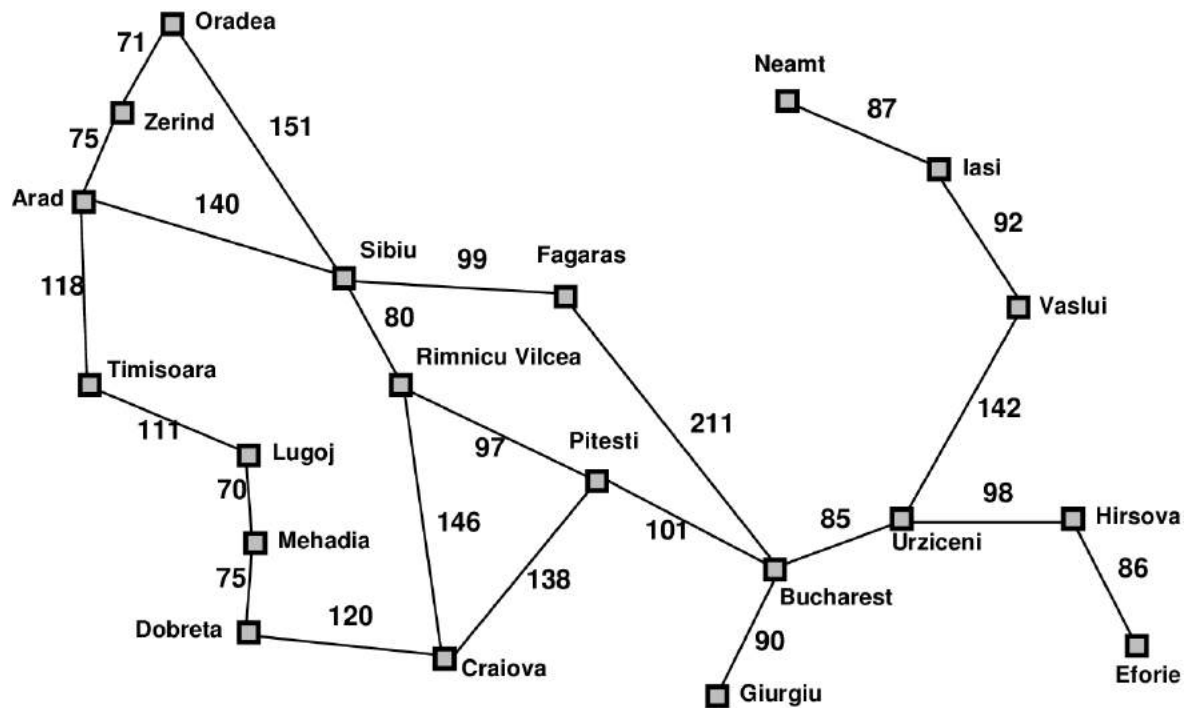 Oradea
71
Neamt
87
Zerind
151
75
Iasi
Arad
140
92
Sibiu
99
Fagaras
118
80
Vaslui
Rimnicu Vilcea
Timisoara
142
211
111
Lugoj
97
Pitesti
70
98
Hirsova
146
101
85
Urziceni
Mehadia
86
75
138
Bucharest
120
Dobreta
90
Craiova
Eforie
Giurgiu